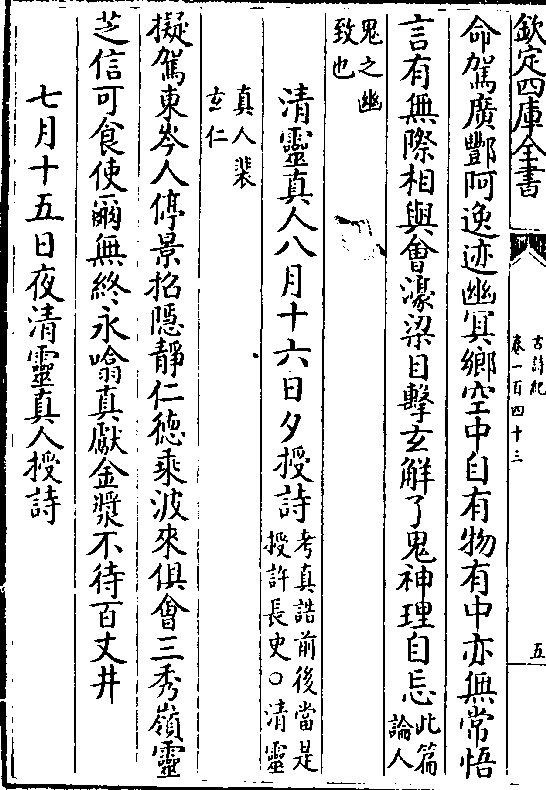 欽定四庫全書
古詩紀
卷一百四十三
五
命駕廣酆阿逸迹幽冥鄉空中自有物有中亦無常悟
言有無際相與會濠梁目擊玄解了鬼神理自忘此篇論人
鬼之幽致也
清靈真人八月十六日夕授詩考真誥前後當是授許長史○清靈
真人裴玄仁
擬駕東岑人停景招隱靜仁德乘波來俱會三秀嶺靈
芝信可食使爾無終永噏真獻金漿不待百丈井
七月十五日夜清靈真人授詩